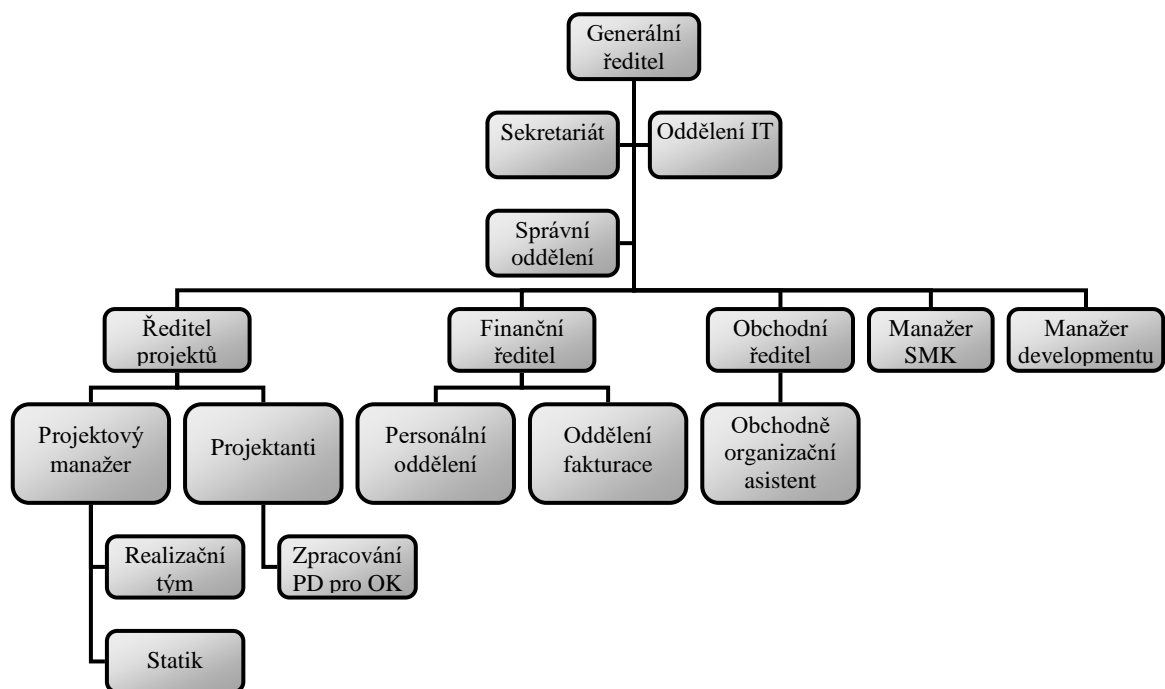 Generální
ředitel
Sekretariát
Oddělení IT
Správní
oddělení
Ředitel
projektů
Finanční
ředitel
Obchodní
ředitel
Manažer
SMK
Manažer
developmentu
Projektový
manažer
Projektanti
Personální
oddělení
Oddělení
fakturace
Obchodně
organizační
asistent
Realizační
tým
Zpracování
PD pro OK
Statik